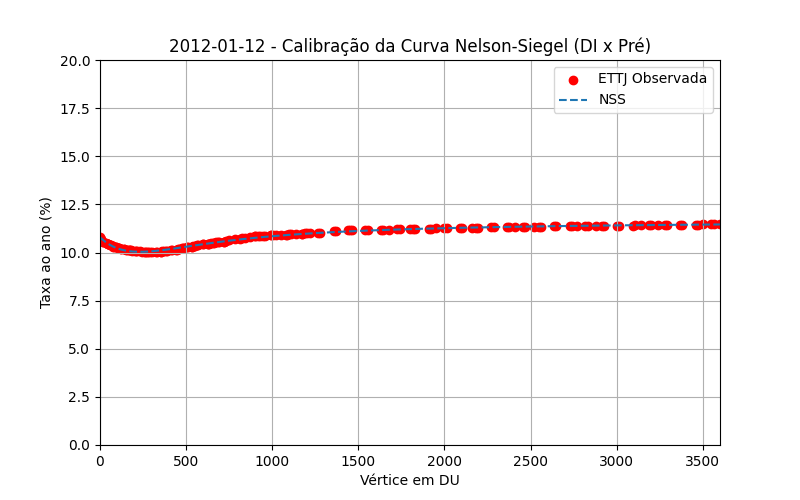 2012-01-12 - Calibração da Curva Nelson-Siegel (DI x Pré)
ETTJ Observada
NSS
Taxa ao ano (%)
20.0
17.5
15.0
12.5
10.0
7.5
5.0
2.5
0.0
0 500 1000 1500 2000 2500 3000 3500
Vértice em DU